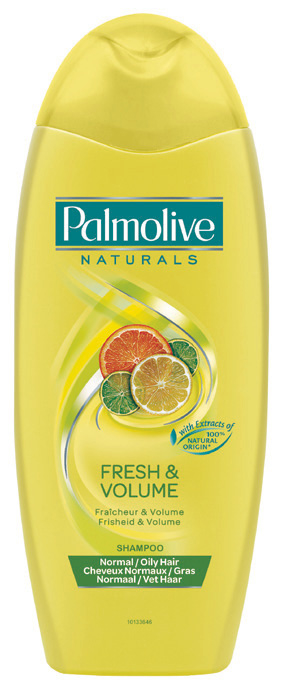 Palmolive
NATURALS
with Extracts of
100%
NATURAL
ORIGIN*
FRESH &
VOLUME
Fraîcheur & Volume
Frisheid & Volume
SHAMPOO
Normal / Oily Hair
Cheveux Normaux / Gras
Normaal / Vet Haar
10133646